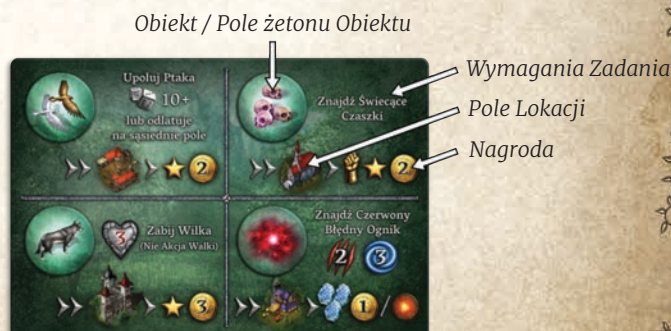 Obiekt / Pole żetonu Obiektu
Wymagania Zadania
Pole Lokacji
Nagroda
Upoluj Ptaka
10+
lub odlatuje
na sąsiednie pole
2
Znajdź Świecące
Czaszki
2
3
Zabij Wilka
(Nie Akcja Walki)
3
Znajdź Czerwony
Błędny Ognik
2 3
1 /